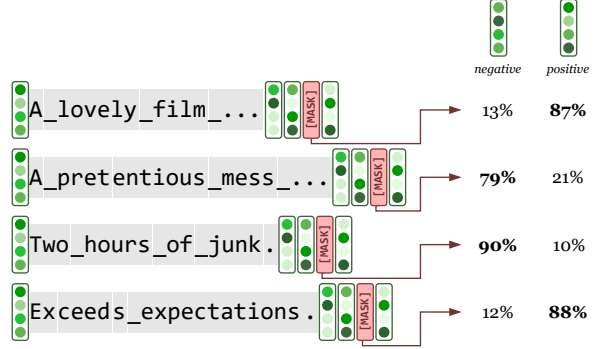 negative positive
A_lovely_film_... [MASK] 13% 87%
A_pretentious_mess_... [MASK] 79% 21%
Two_hours_of_junk. [MASK] 90% 10%
Exceeds_expectations. [MASK] 12% 88%